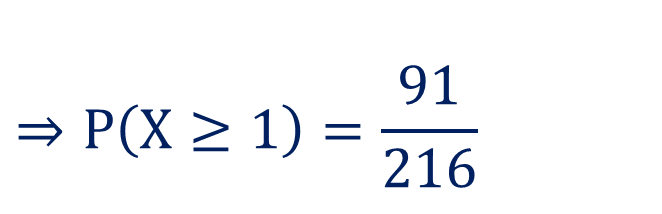 ⇒ P(X ≥ 1) = 91/216